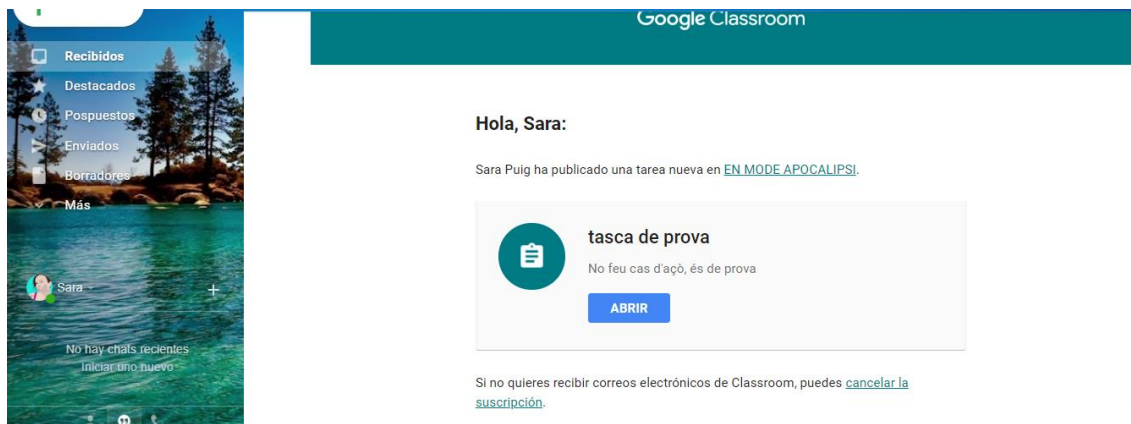 Recibidos
Destacados
Pospuestos
Enviados
Borradores
Más
Sara
+
No hay chats recientes
Iniciar uno nuevo
Google Classroom
Hola, Sara:
Sara Puig ha publicado una tarea nueva en EN MODE APOCALIPSI.
tasca de prova
No feu cas d'açò, és de prova
ABRIR
Si no quieres recibir correos electrónicos de Classroom, puedes cancelar la
suscripción.